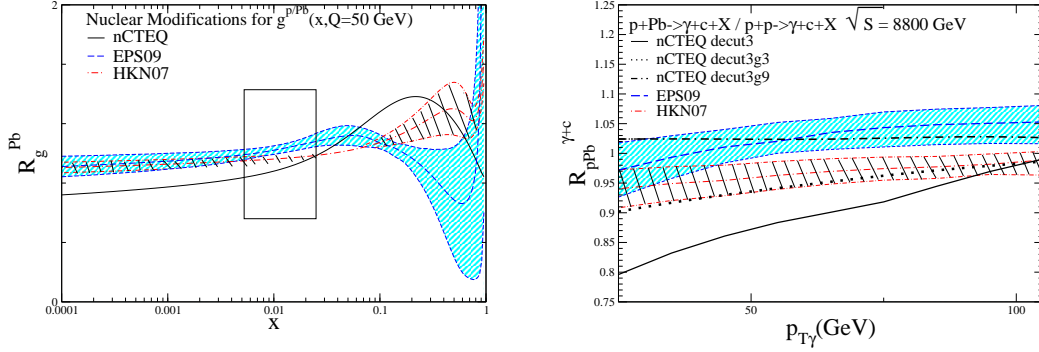 2
Nuclear Modifications for g^{p/Pb} (x,Q=50 GeV)
nCTEQ
EPS09
HKN07
R_g^{Pb}
2
0.0001
0.001
0.01
0.1
1
x
1.25
p+Pb->γ+c+X / p+p->γ+c+X √S = 8800 GeV
nCTEQ decut3
1.2
nCTEQ decut3g3
1.15
nCTEQ decut3g9
EPS09
1.1
HKN07
1.05
1
0.95
0.9
0.85
0.8
0.75
R_{pPb}^{γ+c}
50
100
p_{Tγ}(GeV)